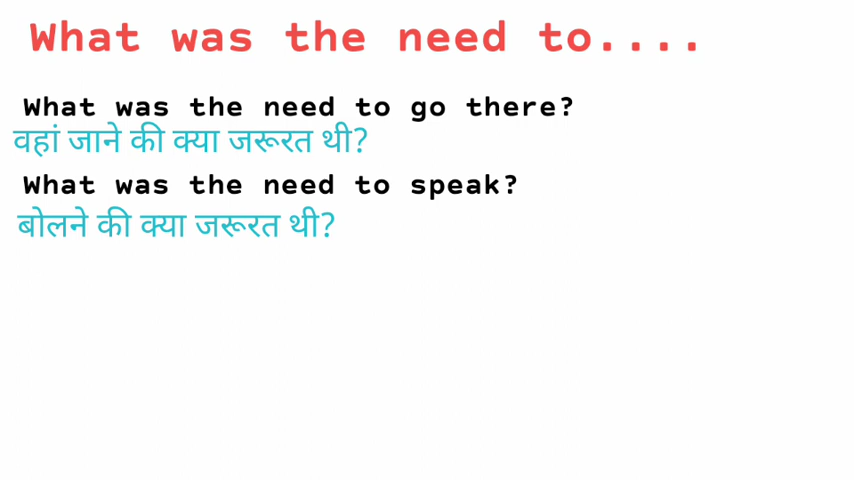 What was the need to....
What was the need to go there?
वहां जाने की क्या जरूरत थी?
What was the need to speak?
बोलने की क्या जरूरत थी?